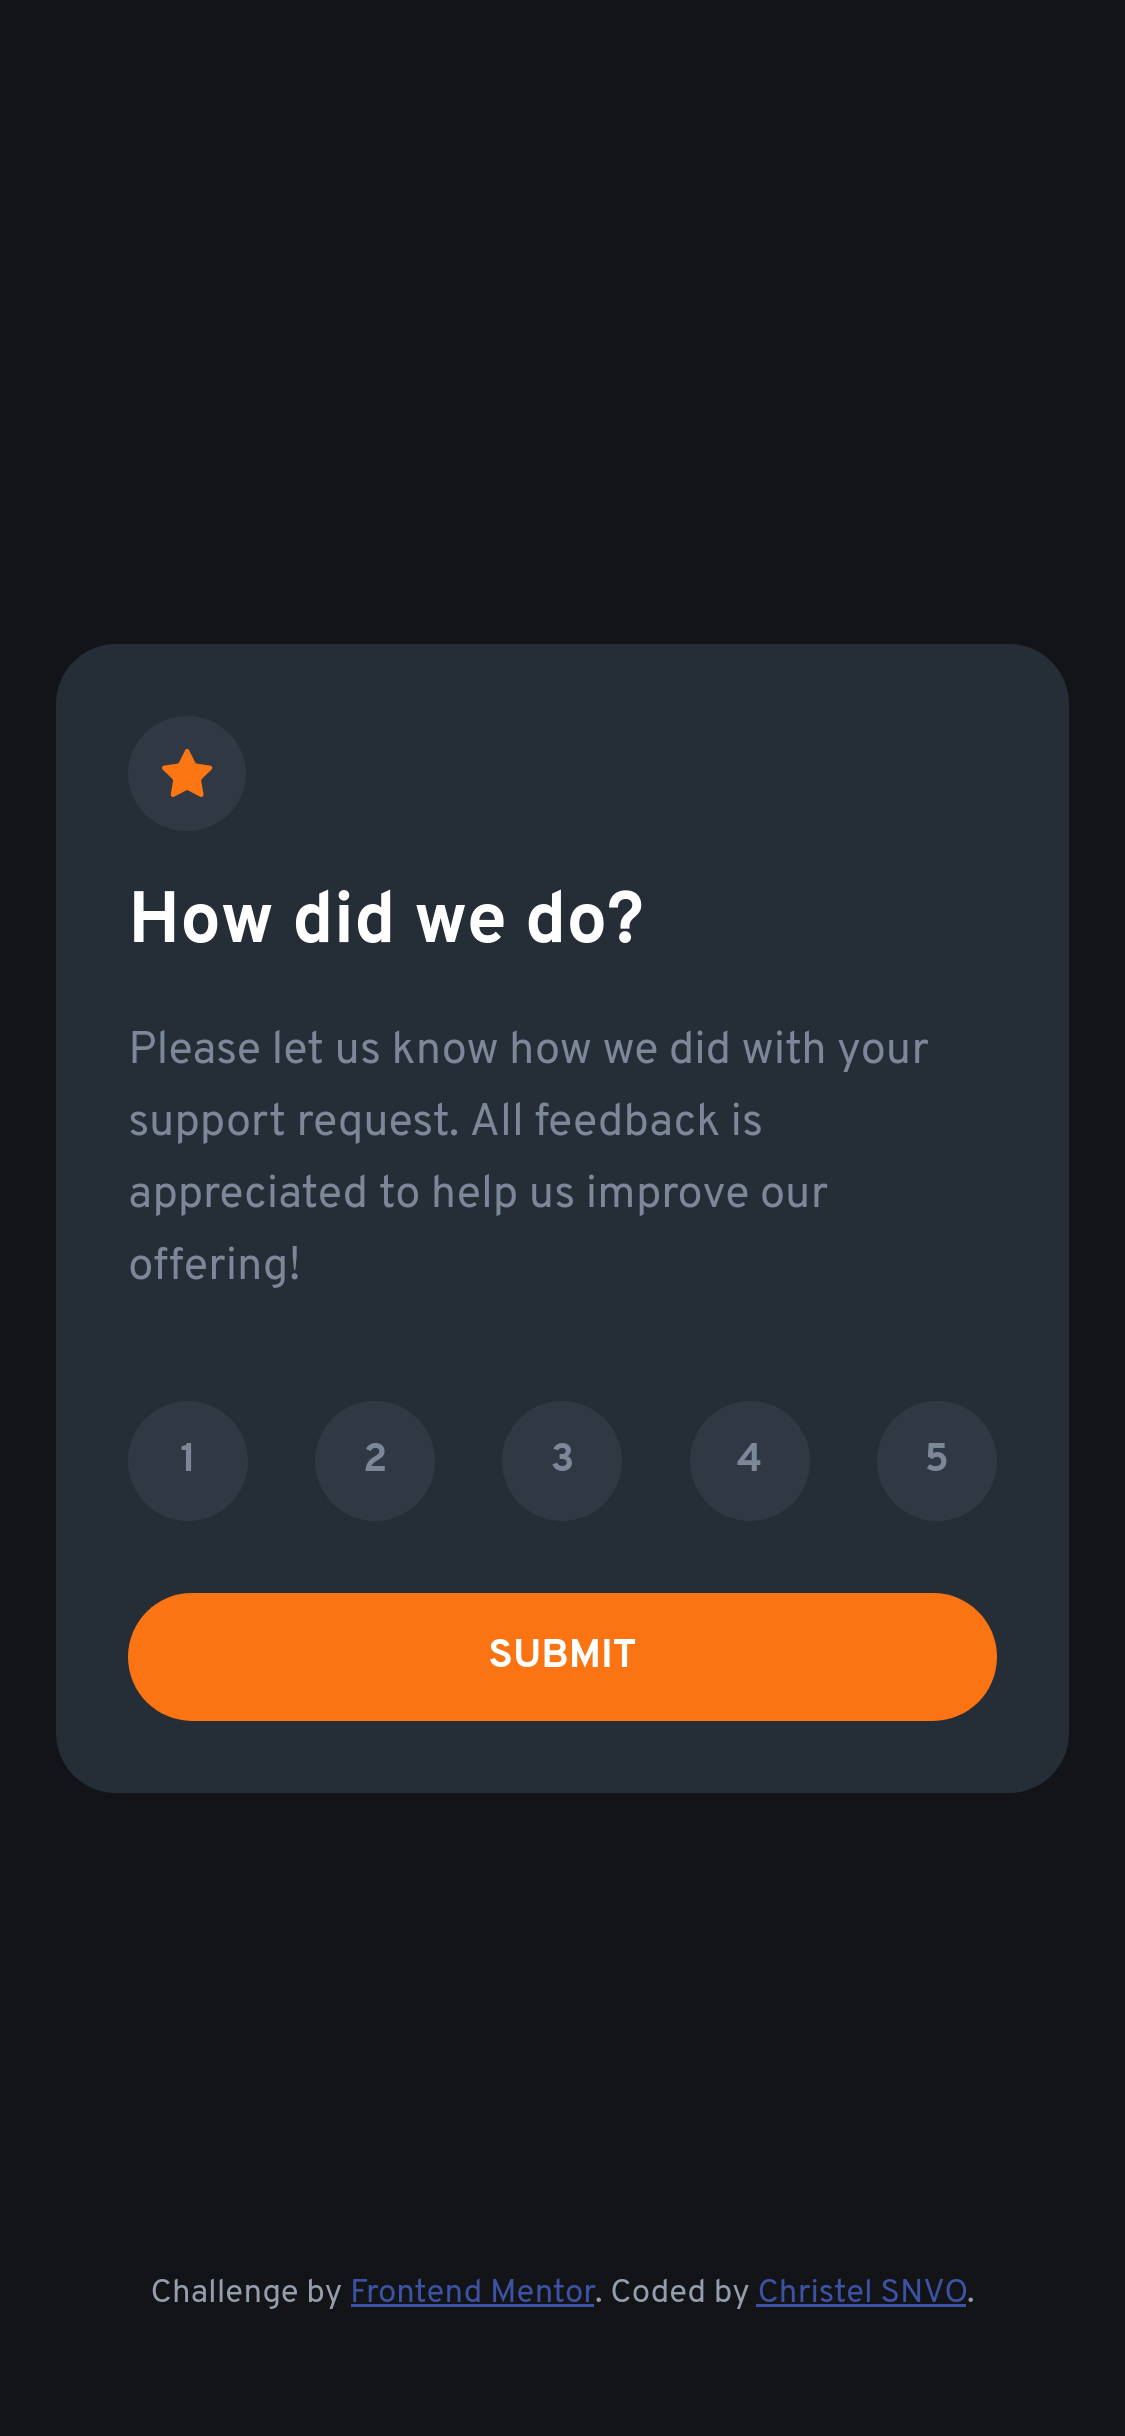 How did we do?
Please let us know how we did with your
support request. All feedback is
appreciated to help us improve our
offering!
1 2 3 4 5
SUBMIT
Challenge by Frontend Mentor. Coded by Christel SNVO.